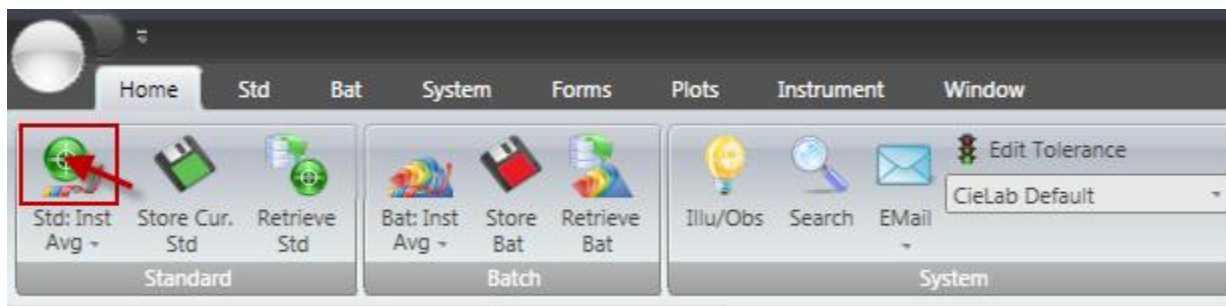 Home Std Bat System Forms Plots Instrument Window
Edit Tolerance
CieLab Default
Std: Inst Store Cur. Retrieve Bat: Inst Store Retrieve Illu/Obs Search EMail
Avg Std Std Avg Bat Bat
Standard Batch System